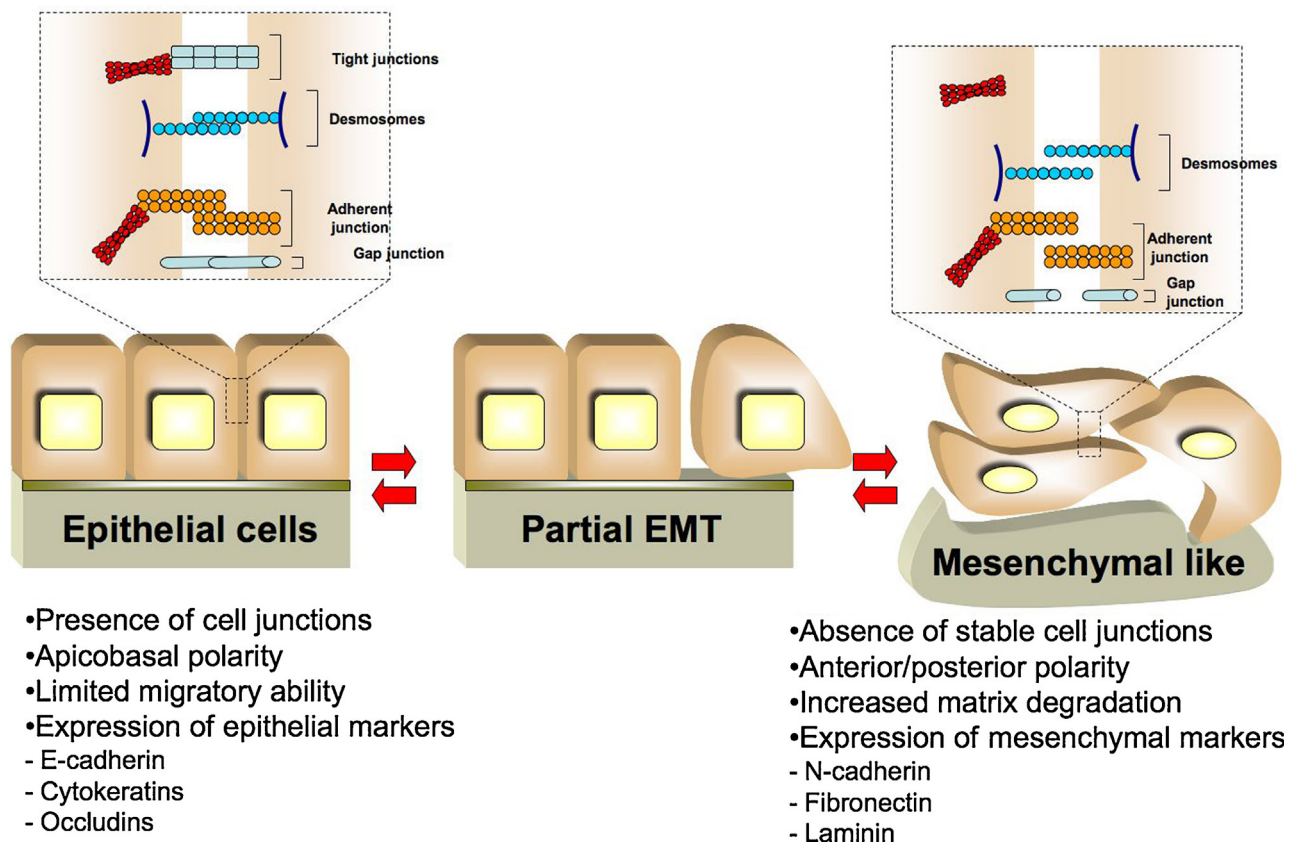 Tight junctions
Desmosomes
Adherent
junction
Gap junction
Desmosomes
Adherent
junction
Gap
junction
Epithelial cells
Partial EMT
Mesenchymal like
•Presence of cell junctions
•Apicobasal polarity
•Limited migratory ability
•Expression of epithelial markers
- E-cadherin
- Cytokeratins
- Occludins
•Absence of stable cell junctions
•Anterior/posterior polarity
•Increased matrix degradation
•Expression of mesenchymal markers
- N-cadherin
- Fibronectin
- Laminin